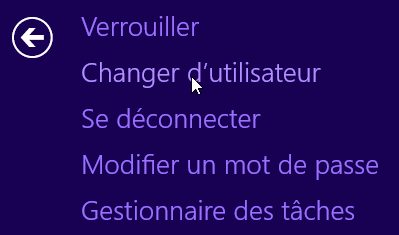 Verrouiller
Changer d’utilisateur
Se déconnecter
Modifier un mot de passe
Gestionnaire des tâches